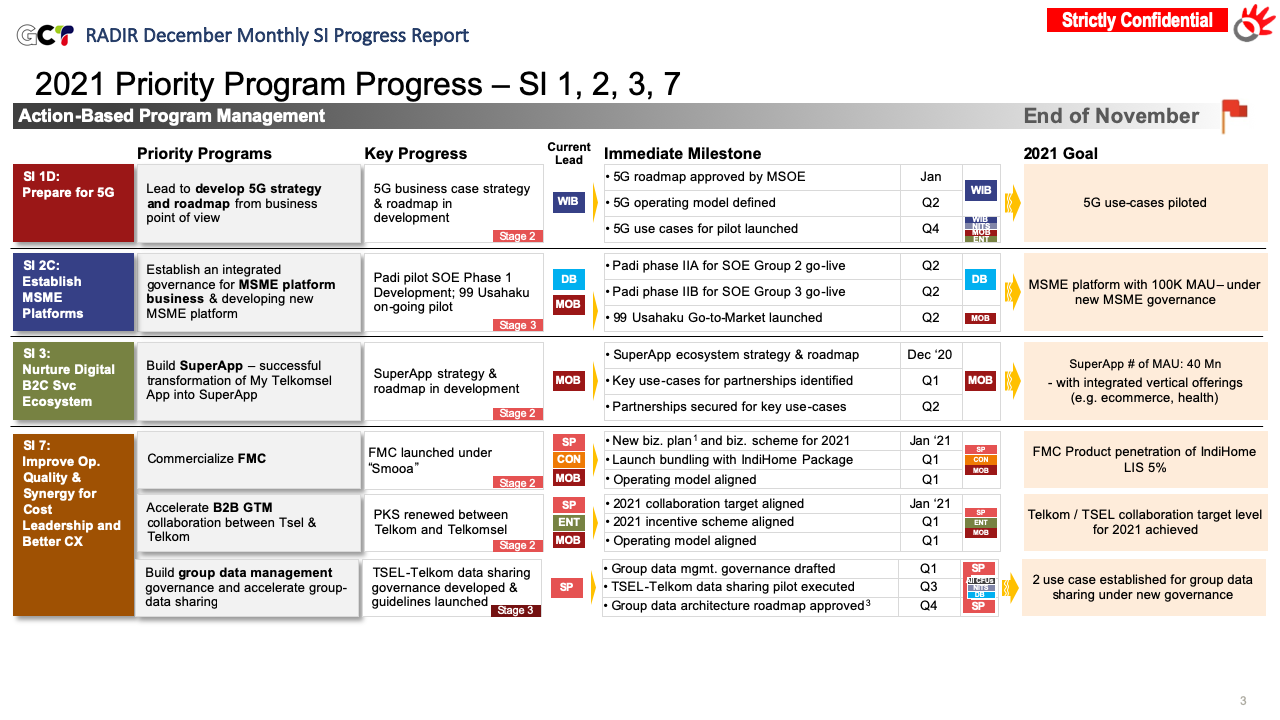 GCT RADIR December Monthly SI Progress Report
Strictly Confidential
2021 Priority Program Progress – SI 1, 2, 3, 7
Action-Based Program Management
End of November
Priority Programs
Key Progress
Current
Lead
Immediate Milestone
2021 Goal
SI 1D:
Prepare for 5G
Lead to develop 5G strategy
and roadmap from business
point of view
5G business case strategy
& roadmap in
development
Stage 2
WIB
• 5G roadmap approved by MSOE
Jan
• 5G operating model defined
Q2
• 5G use cases for pilot launched
Q4
WIB
WIB
NITS
MOB
ENT
5G use-cases piloted
SI 2C:
Establish
MSME
Platforms
Establish an integrated
governance for MSME platform
business & developing new
MSME platform
Padi pilot SOE Phase 1
Development; 99 Usahaku
on-going pilot
Stage 3
DB
MOB
• Padi phase IIA for SOE Group 2 go-live
Q2
• Padi phase IIB for SOE Group 3 go-live
Q2
• 99 Usahaku Go-to-Market launched
Q2
DB
MOB
MSME platform with 100K MAU– under
new MSME governance
SI 3:
Nurture Digital
B2C Svc
Ecosystem
Build SuperApp – successful
transformation of My Telkomsel
App into SuperApp
SuperApp strategy &
roadmap in development
Stage 2
MOB
• SuperApp ecosystem strategy & roadmap
Dec ‘20
• Key use-cases for partnerships identified
Q1
• Partnerships secured for key use-cases
Q2
MOB
SuperApp # of MAU: 40 Mn
- with integrated vertical offerings
(e.g. ecommerce, health)
SI 7:
Improve Op.
Quality &
Synergy for
Cost
Leadership and
Better CX
Commercialize FMC
FMC launched under
“Smooa”
Stage 2
SP
CON
MOB
• New biz. plan1 and biz. scheme for 2021
Jan ‘21
• Launch bundling with IndiHome Package
Q1
• Operating model aligned
Q1
SP
CON
MOB
FMC Product penetration of IndiHome
LIS 5%
Accelerate B2B GTM
collaboration between Tsel &
Telkom
PKS renewed between
Telkom and Telkomsel
Stage 2
SP
ENT
MOB
• 2021 collaboration target aligned
Jan ‘21
• 2021 incentive scheme aligned
Q1
• Operating model aligned
Q1
SP
ENT
MOB
Telkom / TSEL collaboration target level
for 2021 achieved
Build group data management
governance and accelerate group-
data sharing
TSEL-Telkom data sharing
governance developed &
guidelines launched
Stage 3
SP
• Group data mgmt. governance drafted
Q1
• TSEL-Telkom data sharing pilot executed
Q3
• Group data architecture roadmap approved3
Q4
SP
All CFUs
NITS
DB
SP
2 use case established for group data
sharing under new governance
3